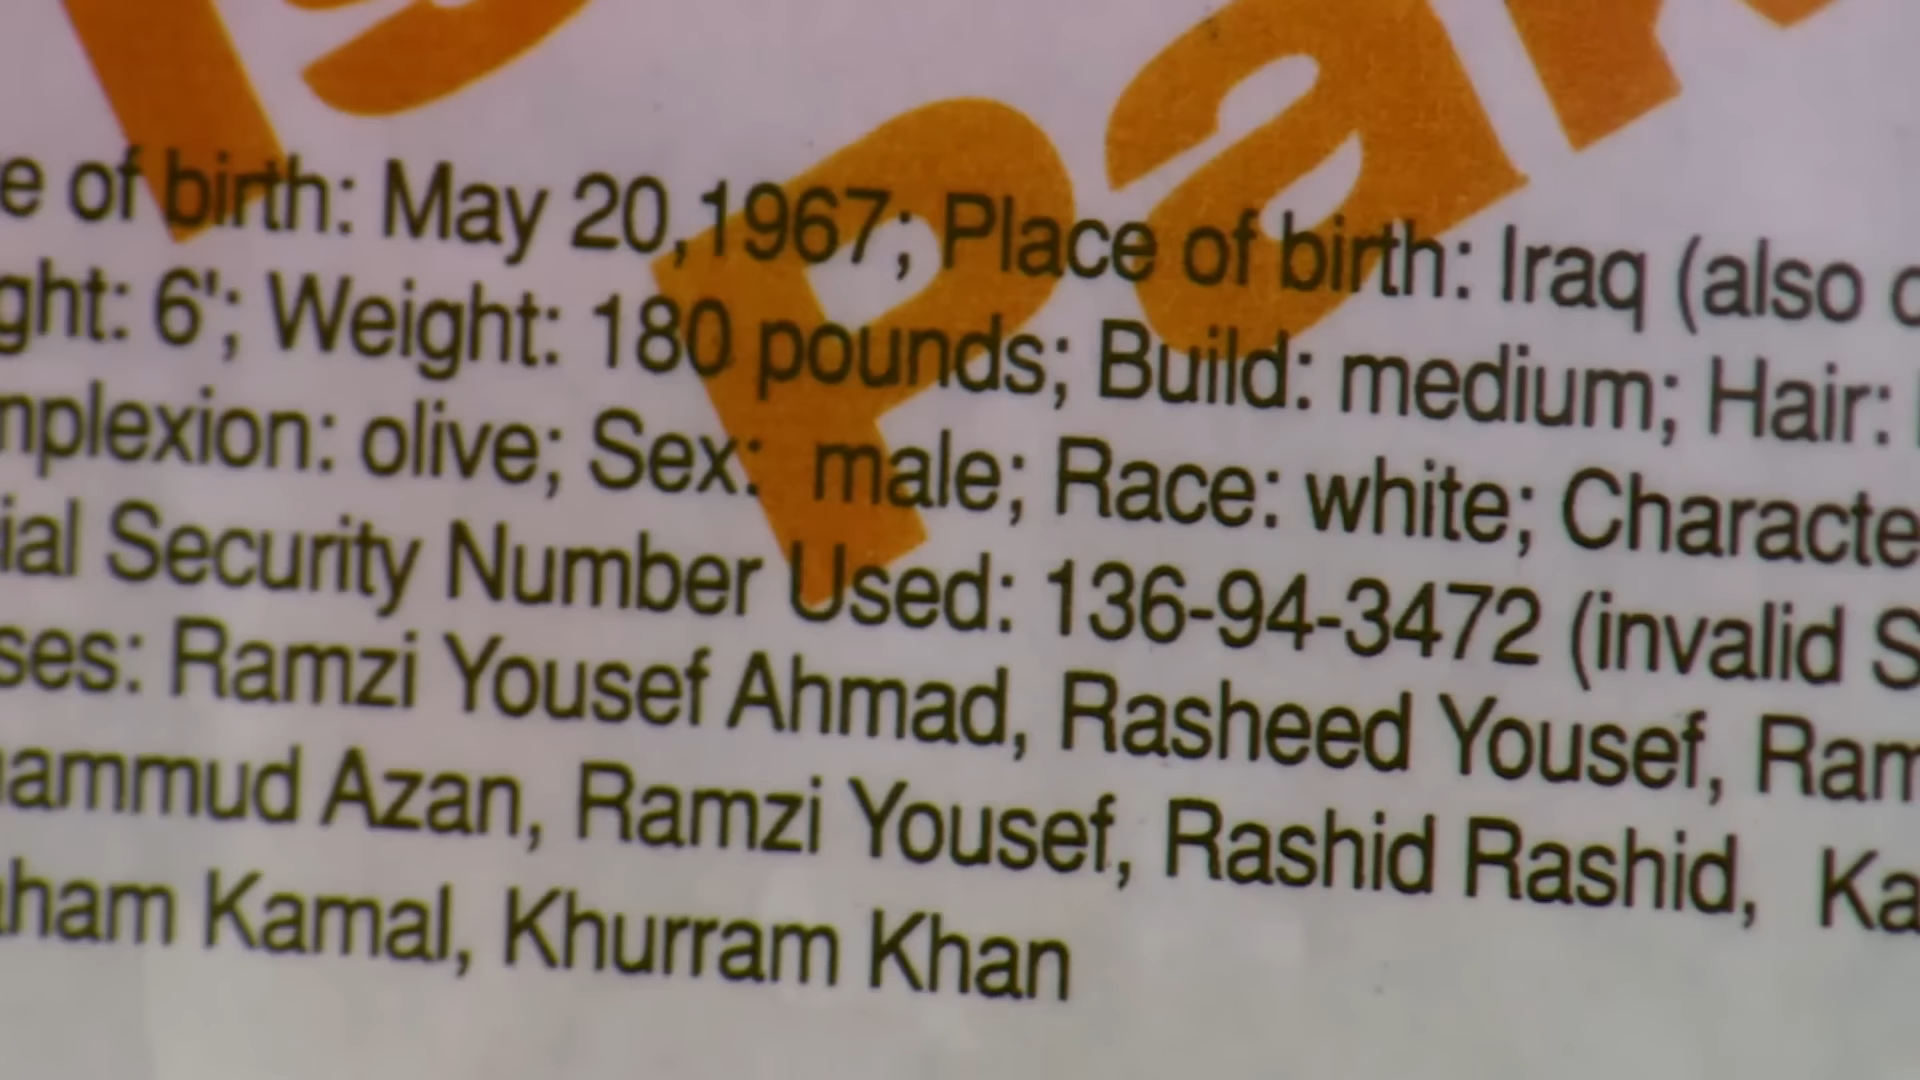 e of birth: May 20,1967; Place of birth: Iraq (also
ght: 6'; Weight: 180 pounds; Build: medium; Hair:
mplexion: olive; Sex: male; Race: white; Characte
ial Security Number Used: 136-94-3472 (invalid S
ses: Ramzi Yousef Ahmad, Rasheed Yousef, Ram
ammud Azan, Ramzi Yousef, Rashid Rashid, Ka
ham Kamal, Khurram Khan